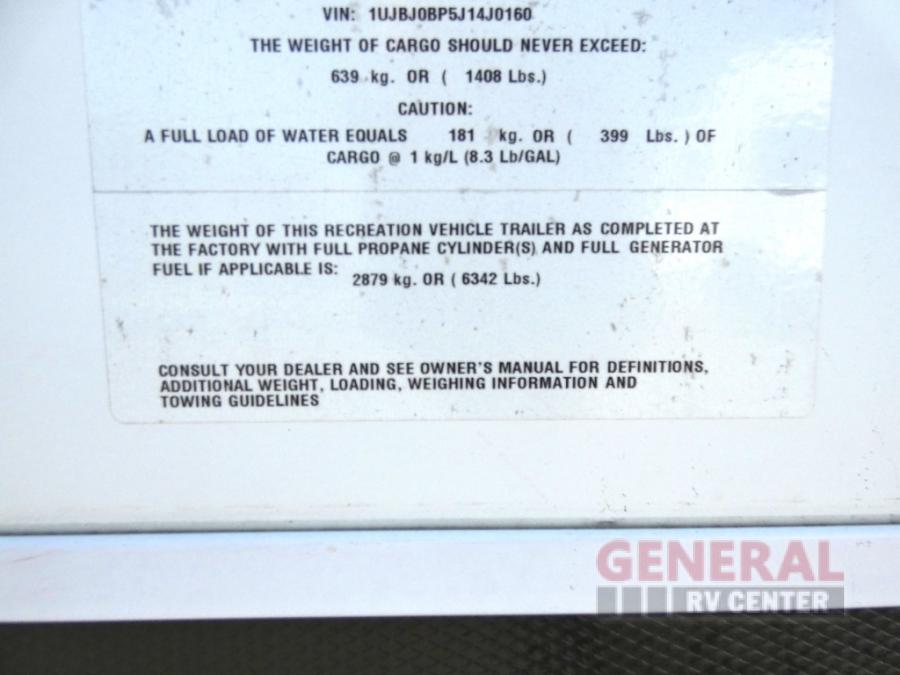 VIN: 1UJBJ0BP5J14J0160
THE WEIGHT OF CARGO SHOULD NEVER EXCEED:
639 kg. OR ( 1408 Lbs.)
CAUTION:
A FULL LOAD OF WATER EQUALS 181 kg. OR ( 399 Lbs. ) OF
CARGO @ 1 kg/L (8.3 Lb/GAL)
THE WEIGHT OF THIS RECREATION VEHICLE TRAILER AS COMPLETED AT
THE FACTORY WITH FULL PROPANE CYLINDER(S) AND FULL GENERATOR
FUEL IF APPLICABLE IS:
2879 kg. OR ( 6342 Lbs.)
CONSULT YOUR DEALER AND SEE OWNER'S MANUAL FOR DEFINITIONS,
ADDITIONAL WEIGHT, LOADING, WEIGHING INFORMATION AND
TOWING GUIDELINES
GENERAL
RV CENTER